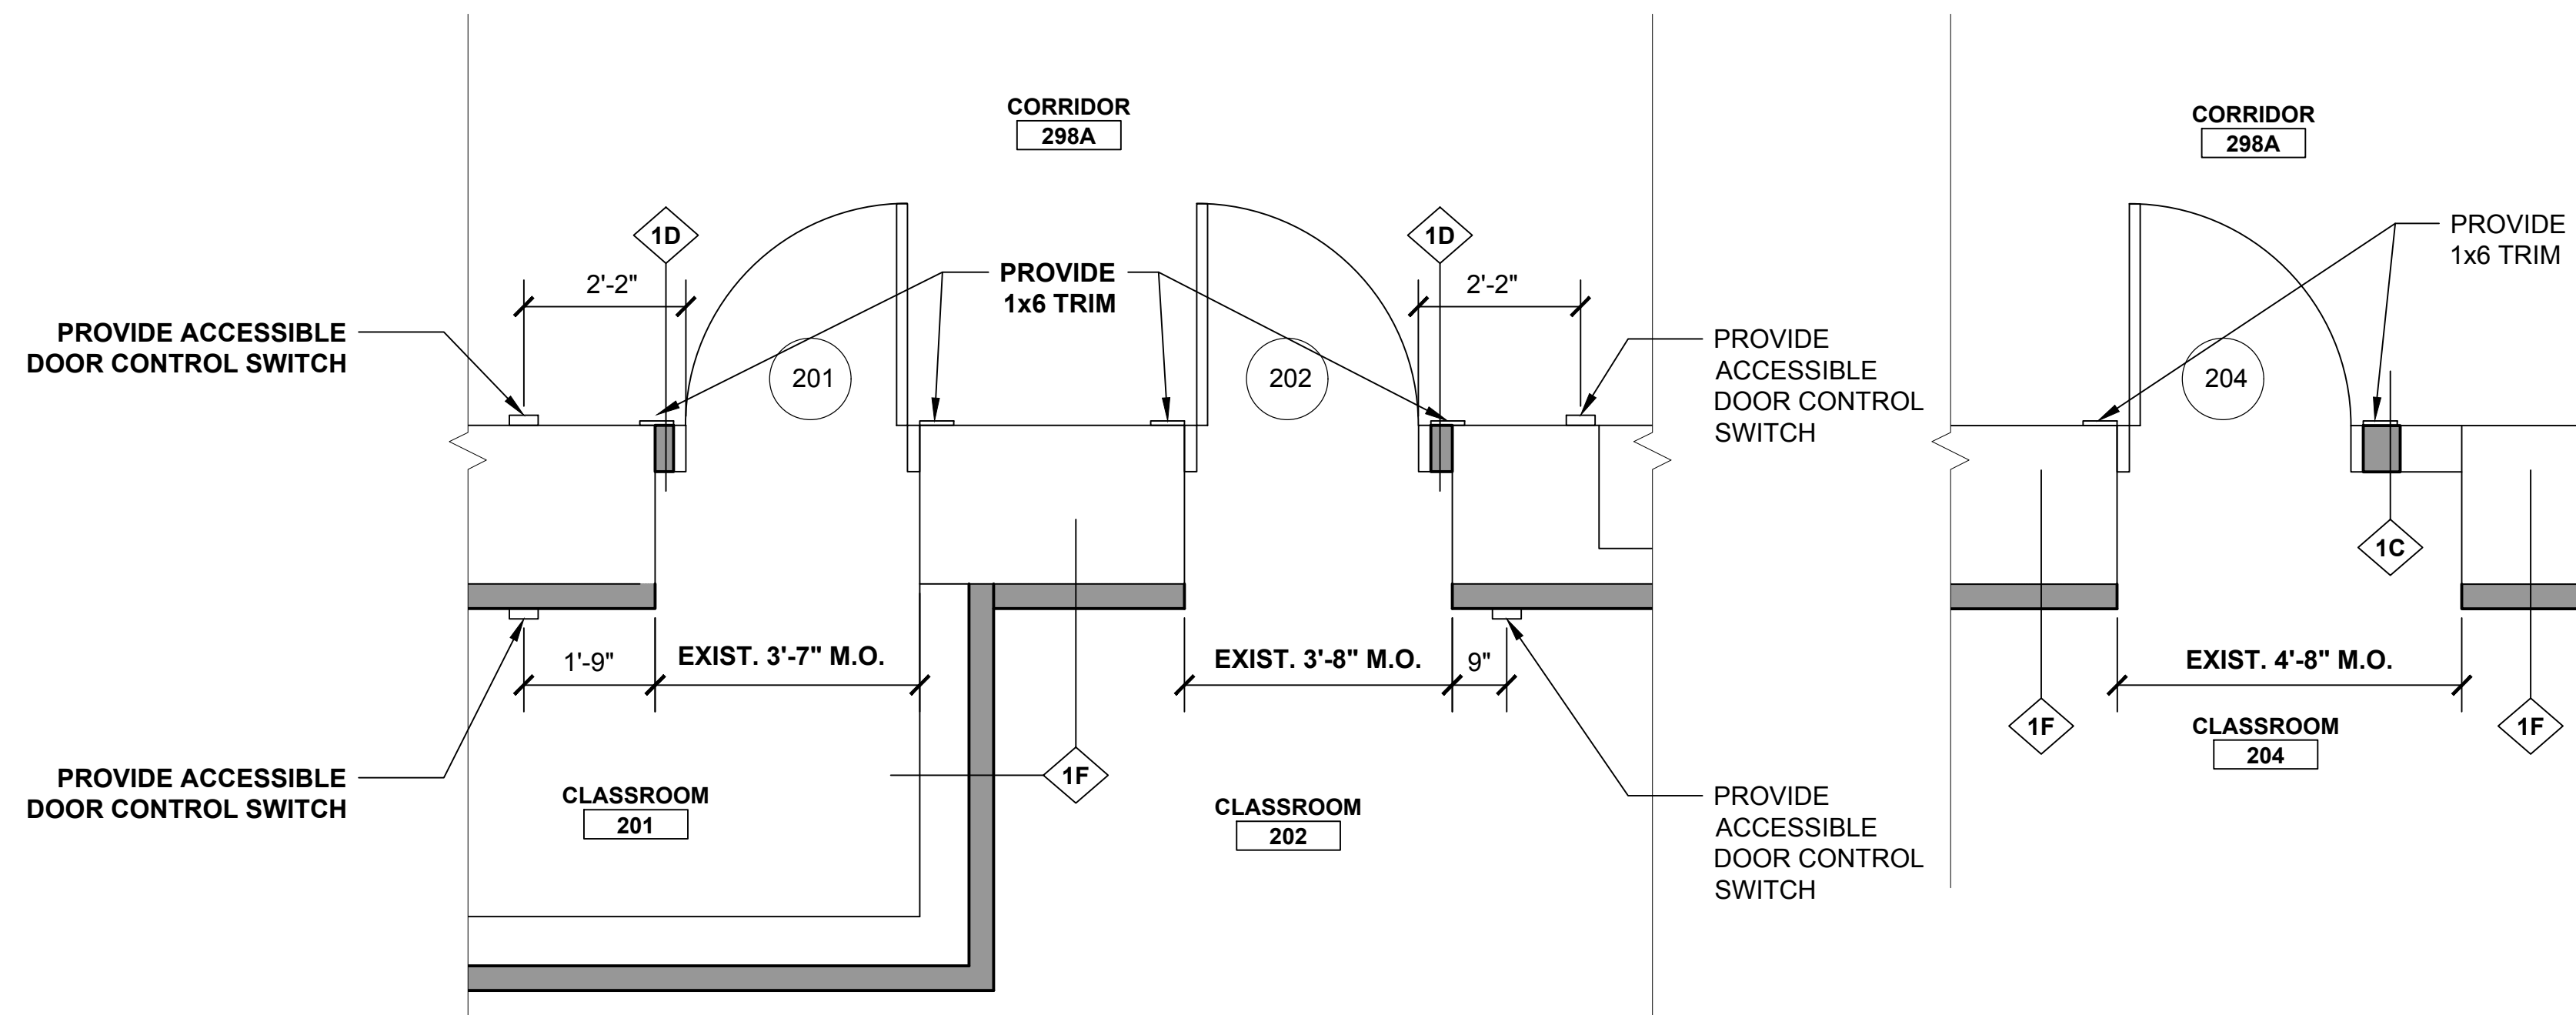 CORRIDOR
298A
CORRIDOR
298A
1D
1D
PROVIDE
1x6 TRIM
2'-2"
PROVIDE
1x6 TRIM
2'-2"
PROVIDE ACCESSIBLE
DOOR CONTROL SWITCH
PROVIDE
ACCESSIBLE
DOOR CONTROL
SWITCH
201
202
204
1C
1'-9"
EXIST. 3'-7" M.O.
EXIST. 3'-8" M.O.
9"
EXIST. 4'-8" M.O.
1F
CLASSROOM
204
1F
PROVIDE ACCESSIBLE
DOOR CONTROL SWITCH
1F
CLASSROOM
201
CLASSROOM
202
PROVIDE
ACCESSIBLE
DOOR CONTROL
SWITCH